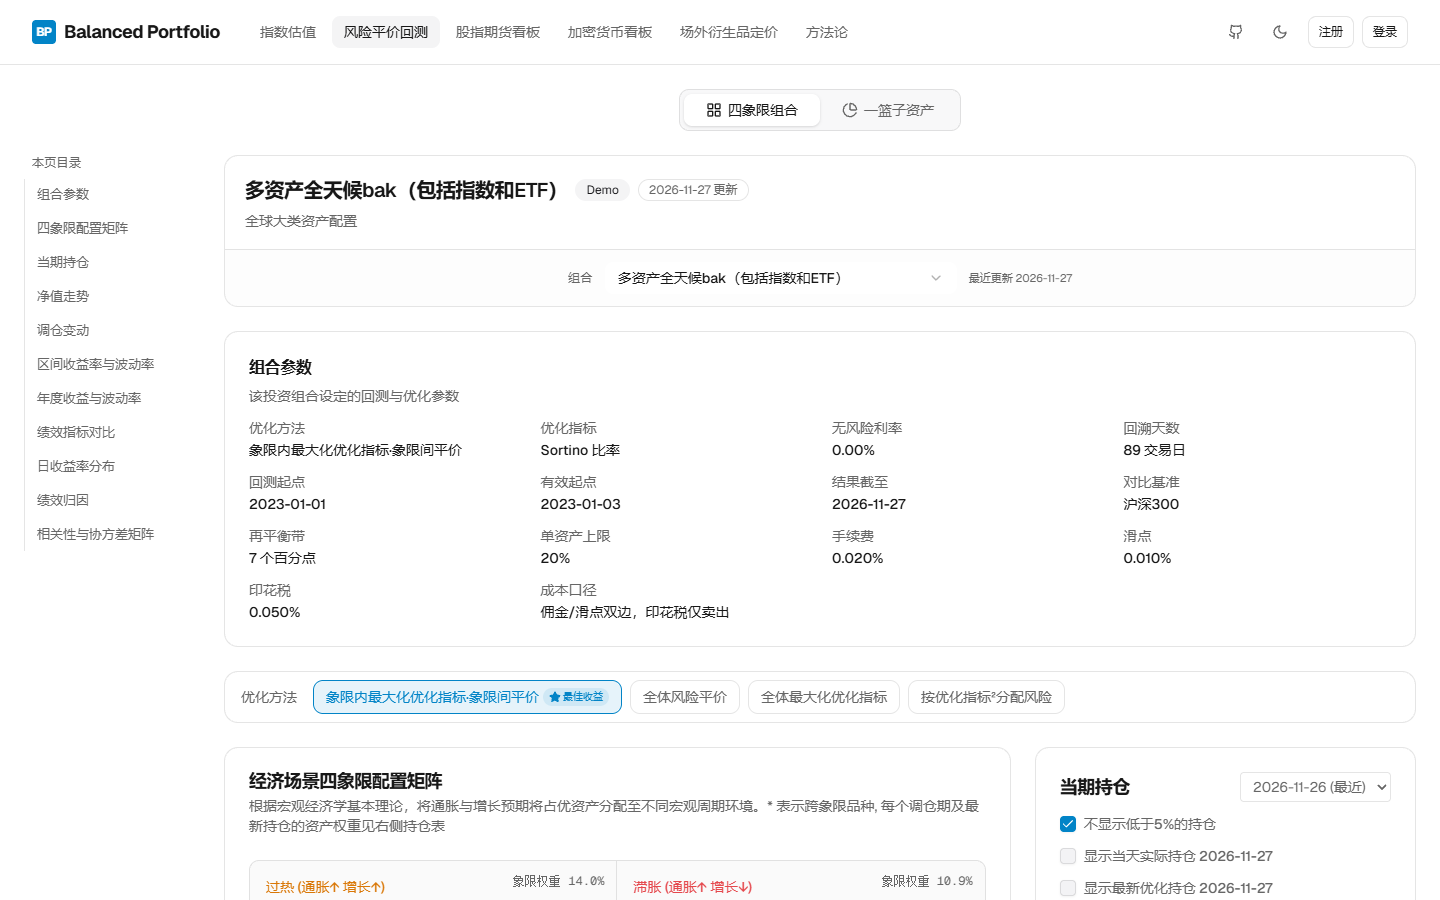 BP Balanced Portfolio 指数估值 风险平价回测 股指期货看板 加密货币看板 场外衍生品定价 方法论 注册 登录
四象限组合 一篮子资产
本页目录
组合参数
四象限配置矩阵
当期持仓
净值走势
调仓变动
区间收益率与波动率
年度收益与波动率
绩效指标对比
日收益率分布
绩效归因
相关性与协方差矩阵
多资产全天候bak（包括指数和ETF） Demo 2026-11-27 更新
全球大类资产配置
组合 多资产全天候bak（包括指数和ETF） 最近更新 2026-11-27
组合参数
该投资组合设定的回测与优化参数
优化方法 优化指标 无风险利率 回溯天数
象限内最大化优化指标·象限间平价 Sortino 比率 0.00% 89 交易日
回测起点 有效起点 结果截至 对比基准
2023-01-01 2023-01-03 2026-11-27 沪深300
再平衡带 单资产上限 手续费 滑点
7 个百分点 20% 0.020% 0.010%
印花税 成本口径
0.050% 佣金/滑点双边，印花税仅卖出
优化方法 象限内最大化优化指标·象限间平价 ★最佳收益 全体风险平价 全体最大化优化指标 按优化指标²分配风险
经济场景四象限配置矩阵
根据宏观经济学基本理论，将通胀与增长预期将占优资产分配至不同宏观周期环境。* 表示跨象限品种, 每个调仓期及最
新持仓的资产权重见右侧持仓表
过热 (通胀↑ 增长↑) 象限权重 14.0% 滞胀 (通胀↑ 增长↓) 象限权重 10.9%
当期持仓 2026-11-26 (最近)
不显示低于5%的持仓
显示当天实际持仓 2026-11-27
显示最新优化持仓 2026-11-27